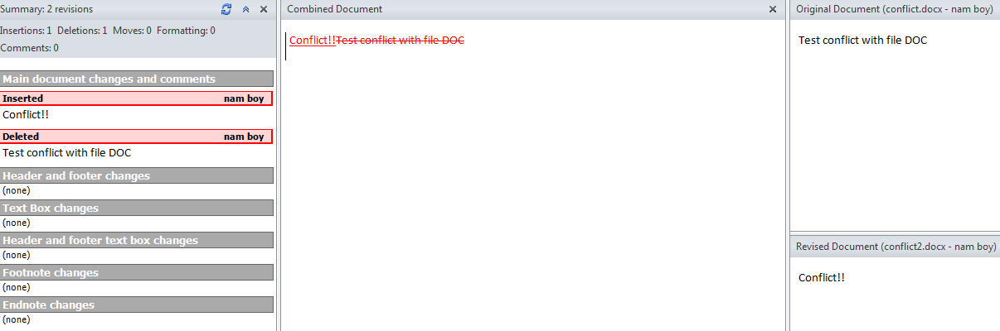 Summary: 2 revisions
Insertions: 1 Deletions: 1 Moves: 0 Formatting: 0
Comments: 0
Main document changes and comments
Inserted nam boy
Conflict!!
Deleted nam boy
Test conflict with file DOC
Header and footer changes
(none)
Text Box changes
(none)
Header and footer text box changes
(none)
Footnote changes
(none)
Endnote changes
(none)
Combined Document
Conflict!!Test conflict with file DOC
Original Document (conflict.docx - nam boy)
Test conflict with file DOC
Revised Document (conflict2.docx - nam boy)
Conflict!!